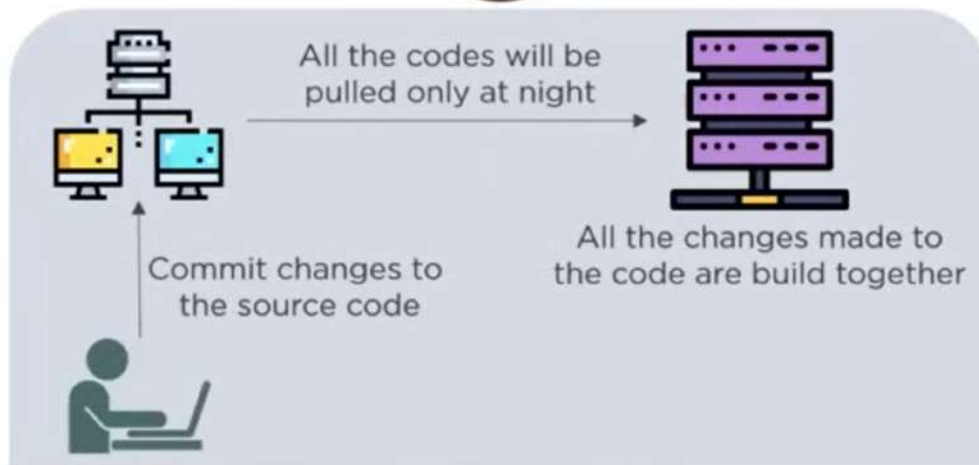 All the codes will be
pulled only at night
All the changes made to
the code are build together
Commit changes to
the source code